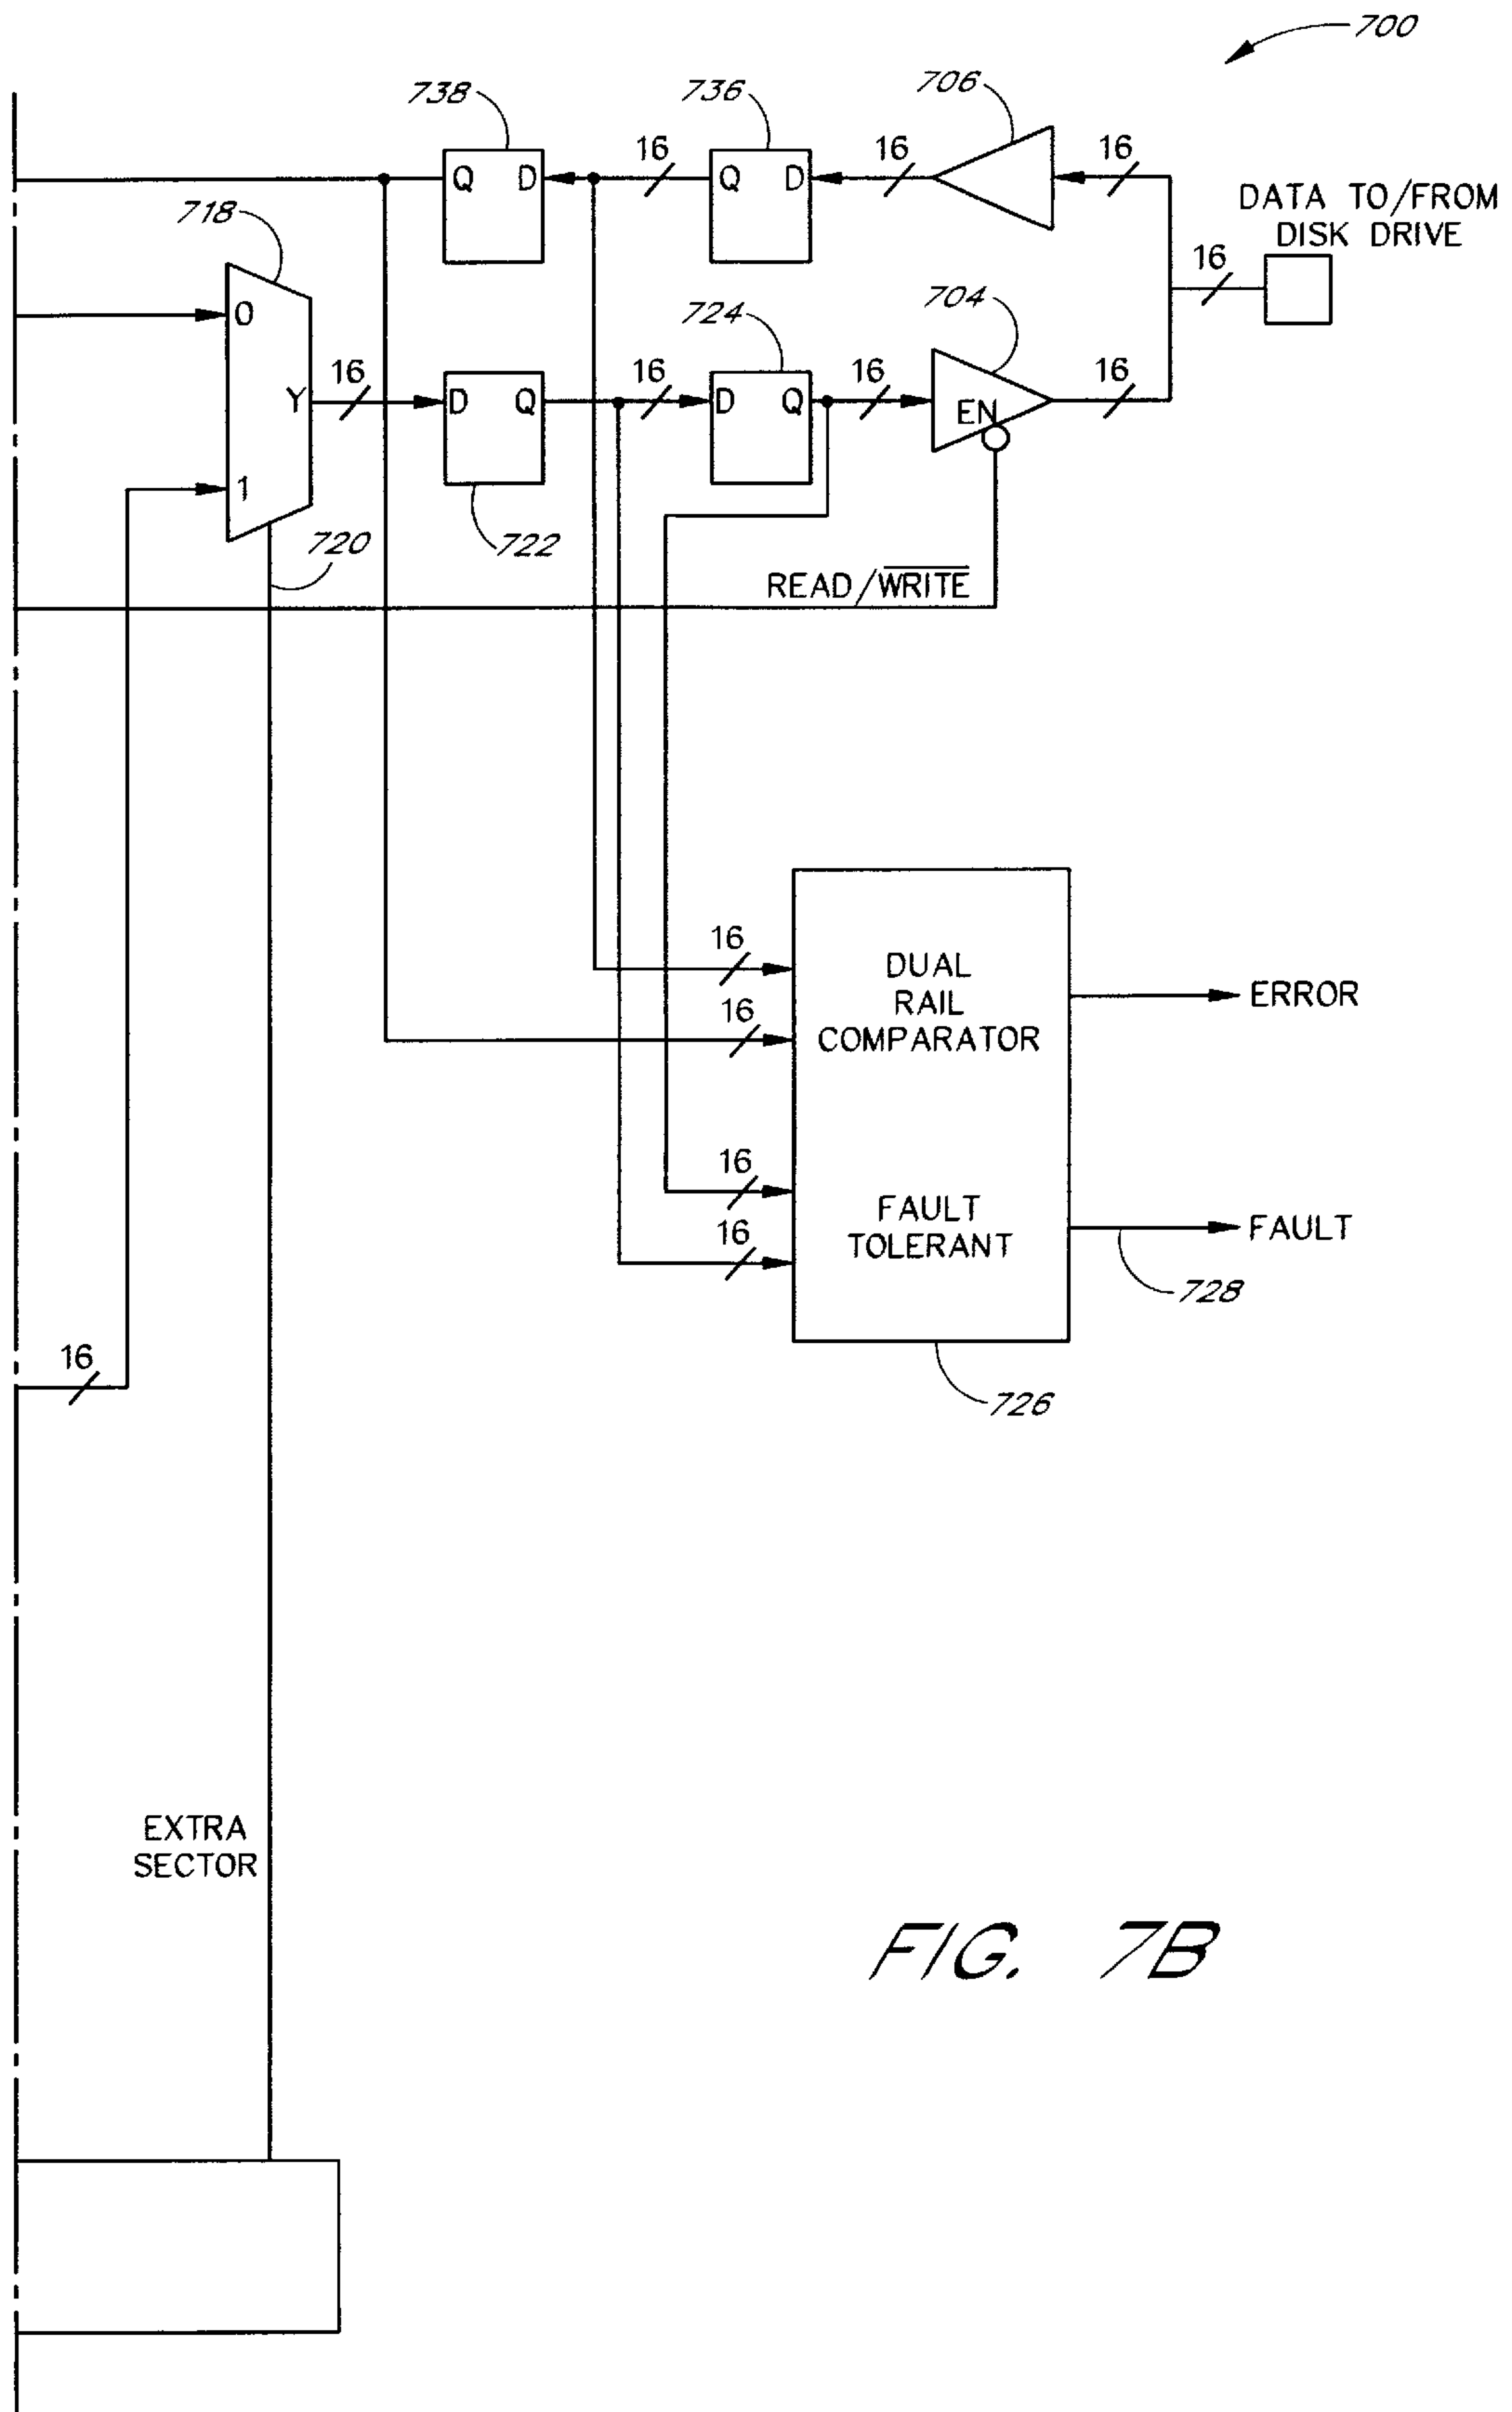 700
738
736
706
16
16
16
Q
D
Q
D
DATA TO/FROM
DISK DRIVE
718
16
0
724
704
Y
16
D
Q
16
D
Q
16
EN
16
1
720
722
READ/WRITE
16
DUAL
RAIL
COMPARATOR
ERROR
16
16
FAULT
TOLERANT
FAULT
16
728
16
726
EXTRA
SECTOR
FIG. 7B